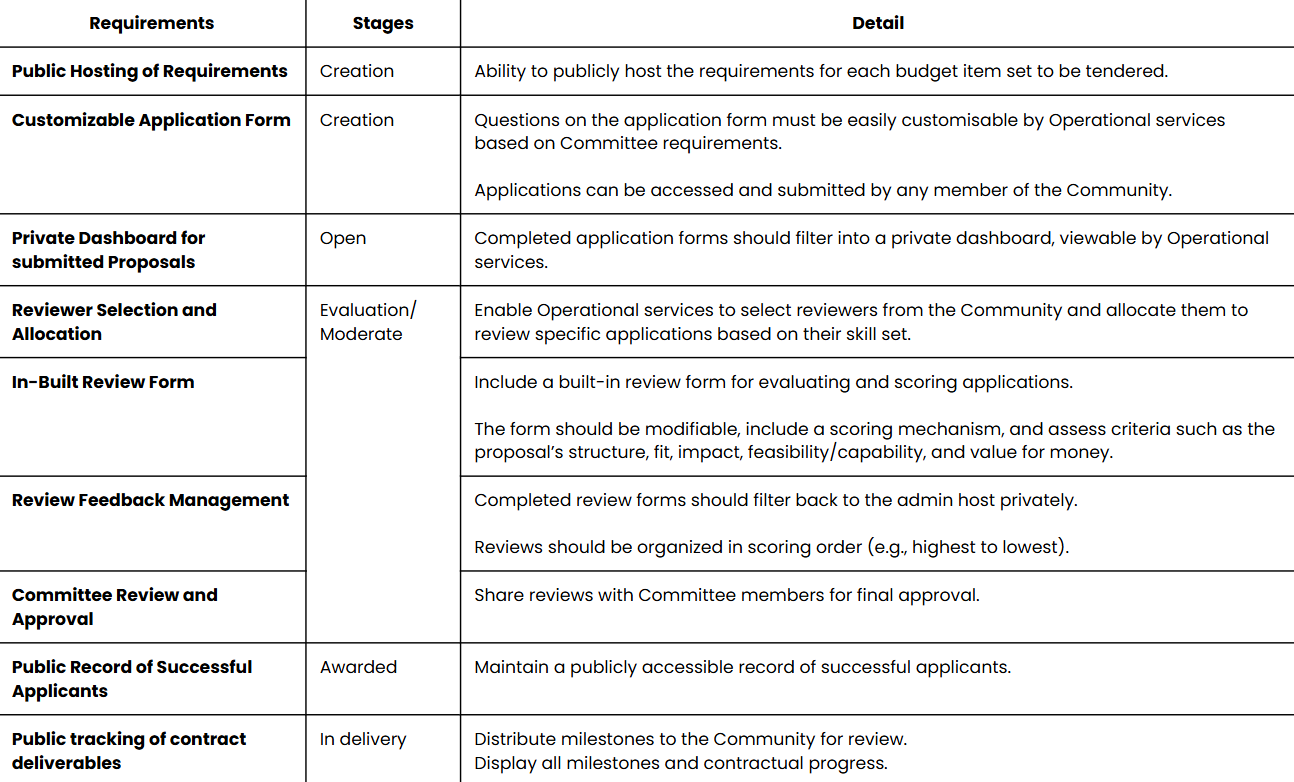 Requirements
Stages
Detail
Public Hosting of Requirements
Creation
Ability to publicly host the requirements for each budget item set to be tendered.
Customizable Application Form
Creation
Questions on the application form must be easily customisable by Operational services
based on Committee requirements.
Applications can be accessed and submitted by any member of the Community.
Private Dashboard for
submitted Proposals
Open
Completed application forms should filter into a private dashboard, viewable by Operational
services.
Reviewer Selection and
Allocation
Evaluation/
Moderate
Enable Operational services to select reviewers from the Community and allocate them to
review specific applications based on their skill set.
In-Built Review Form
Include a built-in review form for evaluating and scoring applications.
The form should be modifiable, include a scoring mechanism, and assess criteria such as the
proposal's structure, fit, impact, feasibility/capability, and value for money.
Review Feedback Management
Completed review forms should filter back to the admin host privately.
Reviews should be organized in scoring order (e.g., highest to lowest).
Committee Review and
Approval
Share reviews with Committee members for final approval.
Public Record of Successful
Applicants
Awarded
Maintain a publicly accessible record of successful applicants.
Public tracking of contract
deliverables
In delivery
Distribute milestones to the Community for review.
Display all milestones and contractual progress.